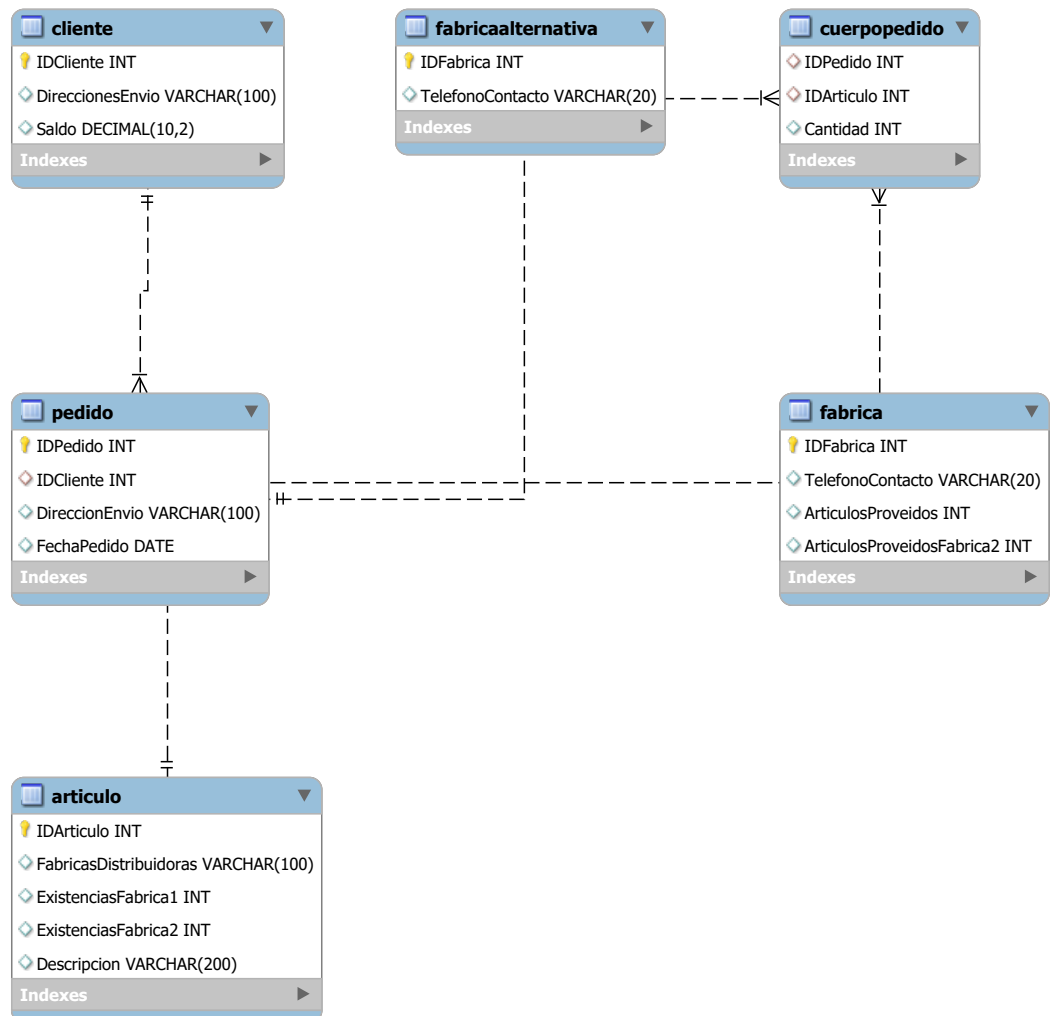 cliente
IDCliente INT
DireccionesEnvio VARCHAR(100)
Saldo DECIMAL(10,2)
Indexes
fabricaalternativa
IDFabrica INT
TelefonoContacto VARCHAR(20)
Indexes
cuerpopedido
IDPedido INT
IDArticulo INT
Cantidad INT
Indexes
pedido
IDPedido INT
IDCliente INT
DireccionEnvio VARCHAR(100)
FechaPedido DATE
Indexes
fabrica
IDFabrica INT
TelefonoContacto VARCHAR(20)
ArticulosProveidos INT
ArticulosProveidosFabrica2 INT
Indexes
articulo
IDArticulo INT
FabricasDistribuidoras VARCHAR(100)
ExistenciasFabrica1 INT
ExistenciasFabrica2 INT
Descripcion VARCHAR(200)
Indexes